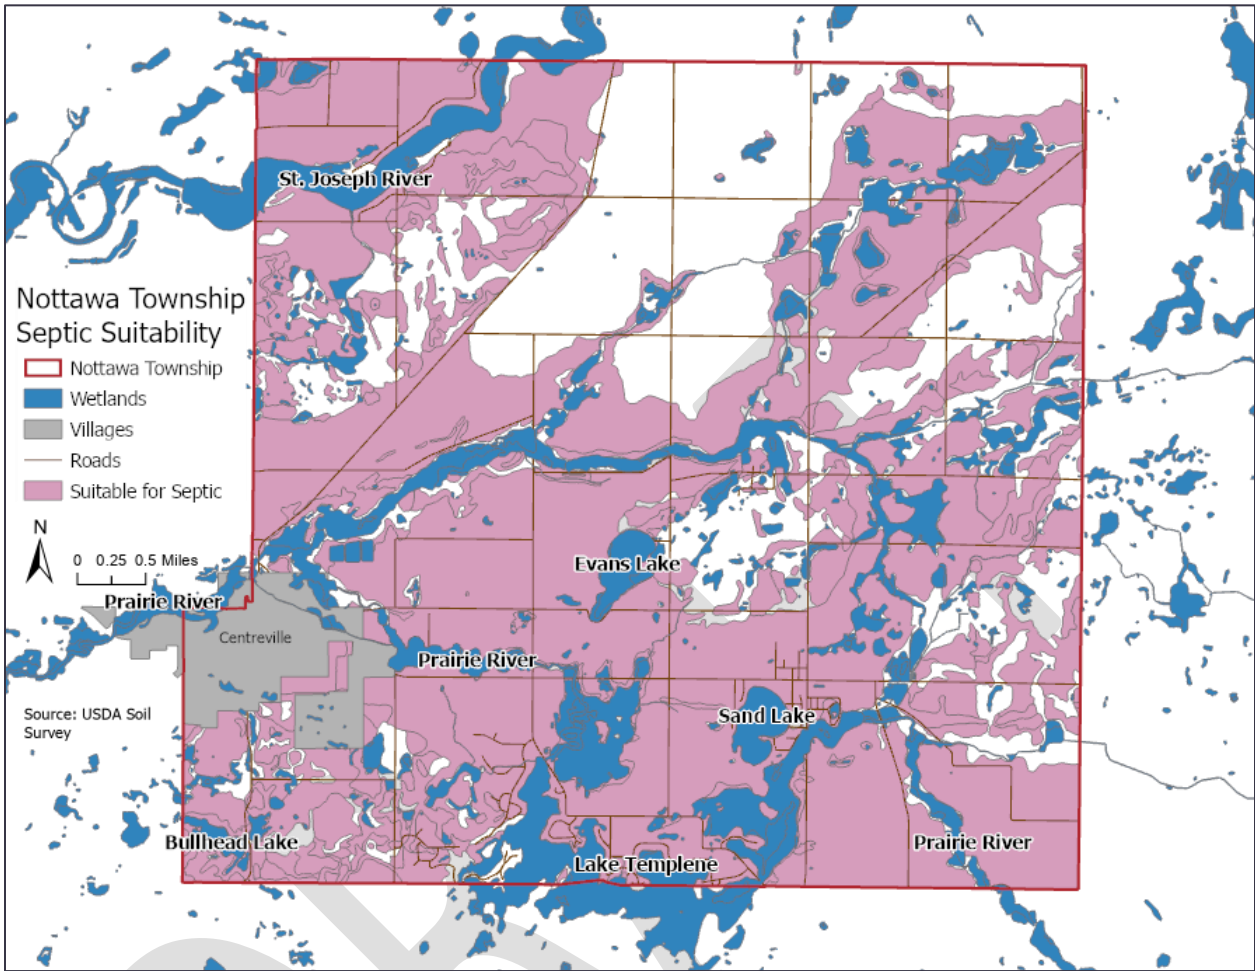 St. Joseph River
Nottawa Township
Septic Suitability
Nottawa Township
Wetlands
Villages
Roads
Suitable for Septic
N
0 0.25 0.5 Miles
Evans Lake
Prairie River
Centreville
Prairie River
Source: USDA Soil
Survey
Sand Lake
Bullhead Lake
Lake Templene
Prairie River